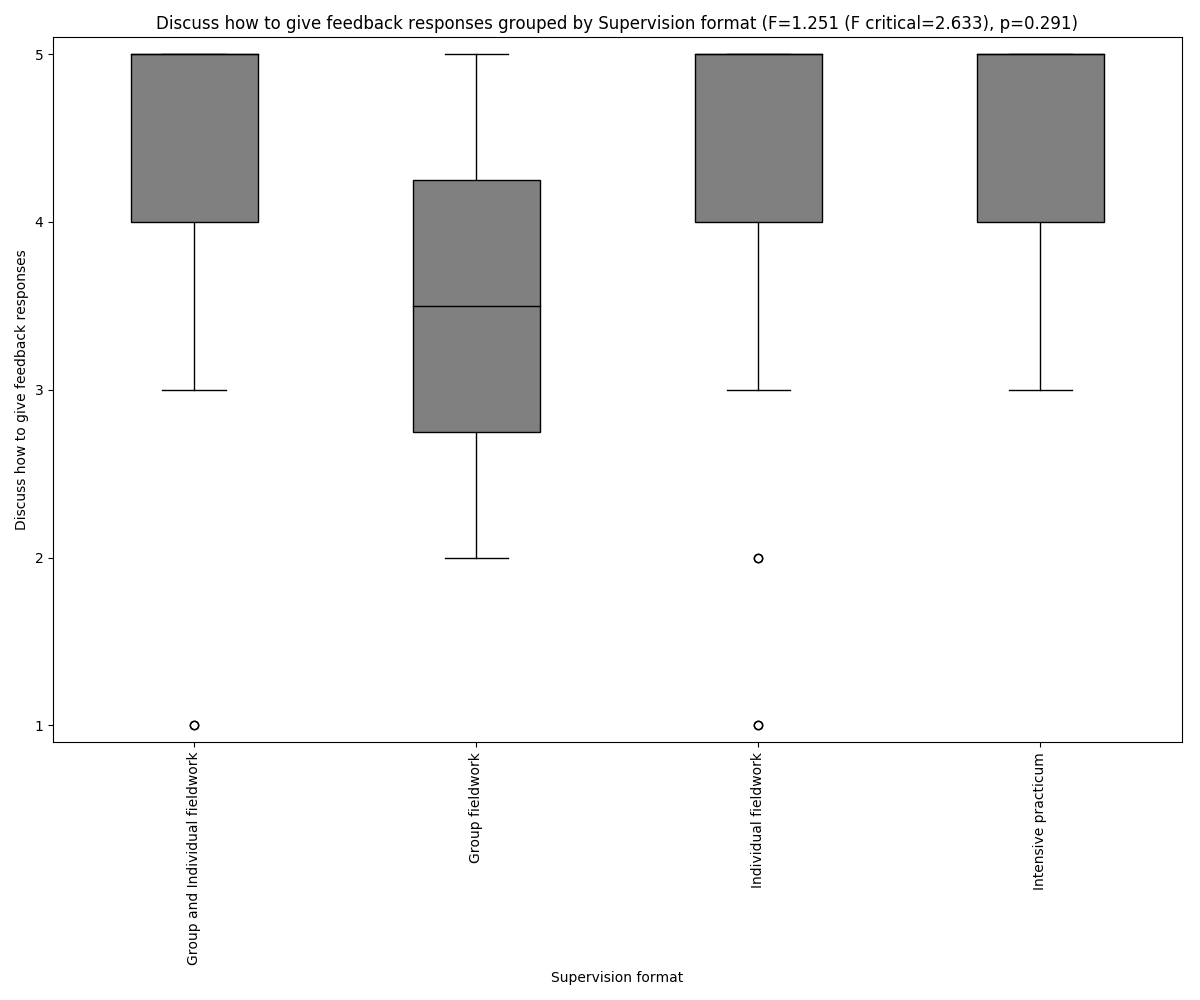 Discuss how to give feedback responses grouped by Supervision format (F=1.251 (F critical=2.633), p=0.291)
Discuss how to give feedback responses
5
4
3
2
1
Group and Individual fieldwork
Group fieldwork
Individual fieldwork
Intensive practicum
Supervision format